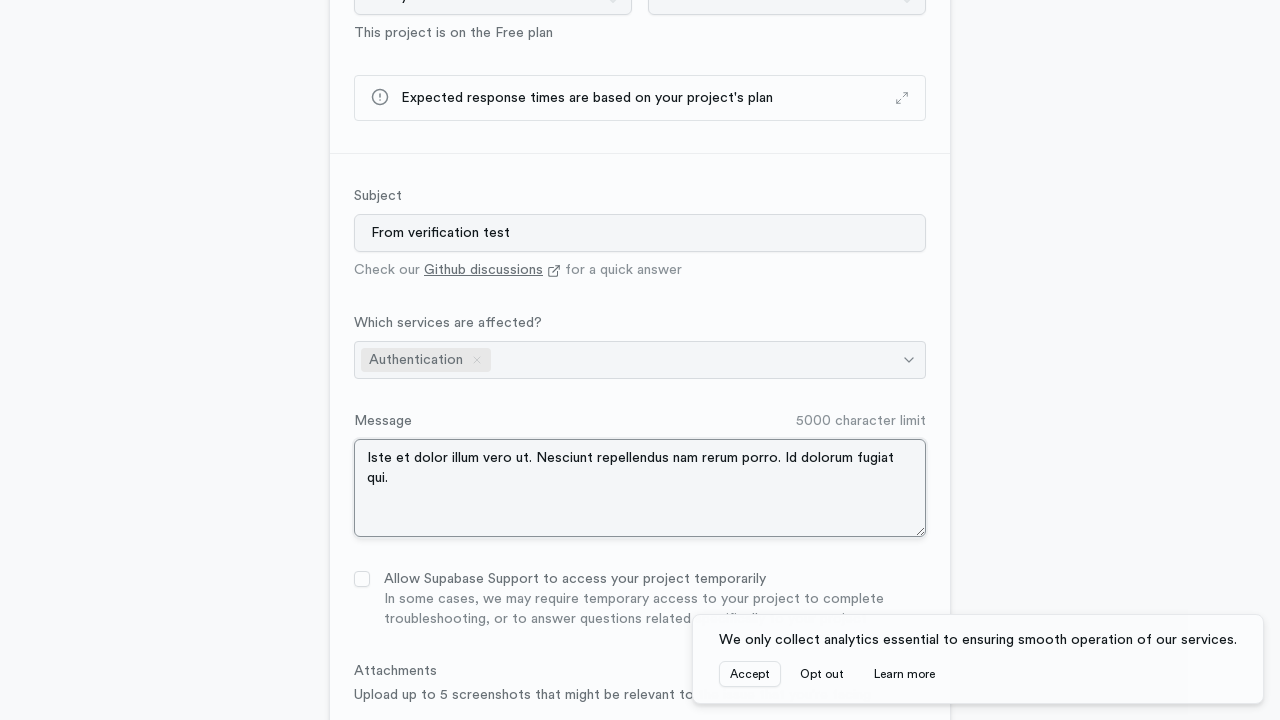 This project is on the Free plan
Expected response times are based on your project's plan
Subject
From verification test
Check our Github discussions for a quick answer
Which services are affected?
Authentication
Message 5000 character limit
Iste et dolor illum vero ut. Nesciunt repellendus nam rerum porro. Id dolorum fugiat
qui.
Allow Supabase Support to access your project temporarily
In some cases, we may require temporary access to your project to complete
troubleshooting, or to answer questions related
We only collect analytics essential to ensuring smooth operation of our services.
Accept Opt out Learn more
Attachments
Upload up to 5 screenshots that might be relevant to